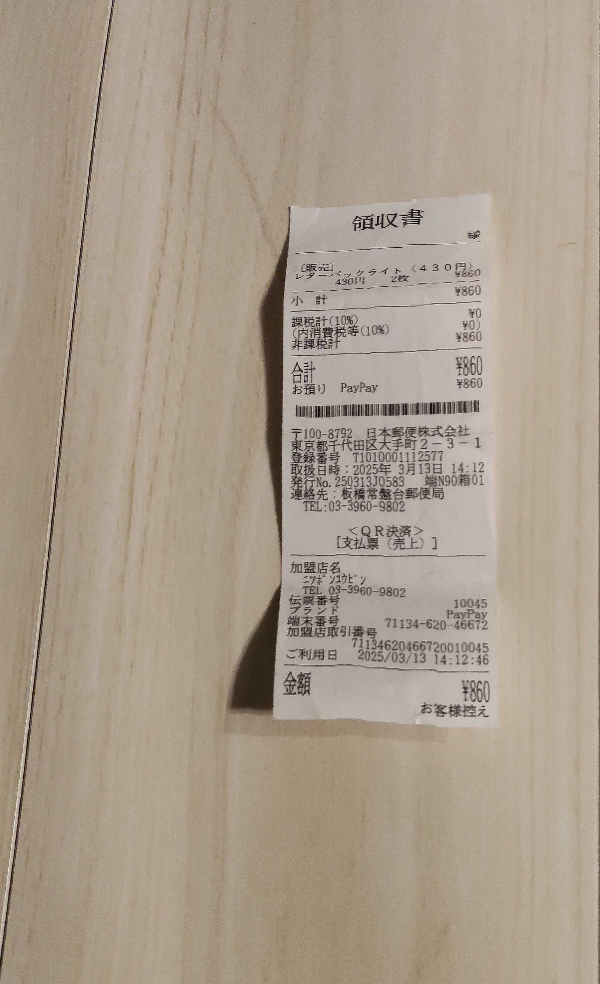 領収書
様
[販売]
レターパックライト(430円)
430円 2枚 ¥860
小 計 ¥860
課税計(10%) ¥0
(内消費税等(10%) ¥0)
非課税計 ¥860
合計 ¥860
お預り PayPay ¥860
〒100-8792 日本郵便株式会社
東京都千代田区大手町2-3-1
登録番号 T1010001112577
取扱日時:2025年 3月13日 14:12
発行No.250313J0583 端N90箱01
連絡先:板橋常盤台郵便局
TEL:03-3960-9802
<QR決済>
[支払票(売上)]
加盟店名
ニツポンユウビン
TEL 03-3960-9802
伝票番号 10045
ブランド PayPay
端末番号 71134-620-46672
加盟店取引番号
71134620466720010045
ご利用日 2025/03/13 14:12:46
金額 ¥860
お客様控え